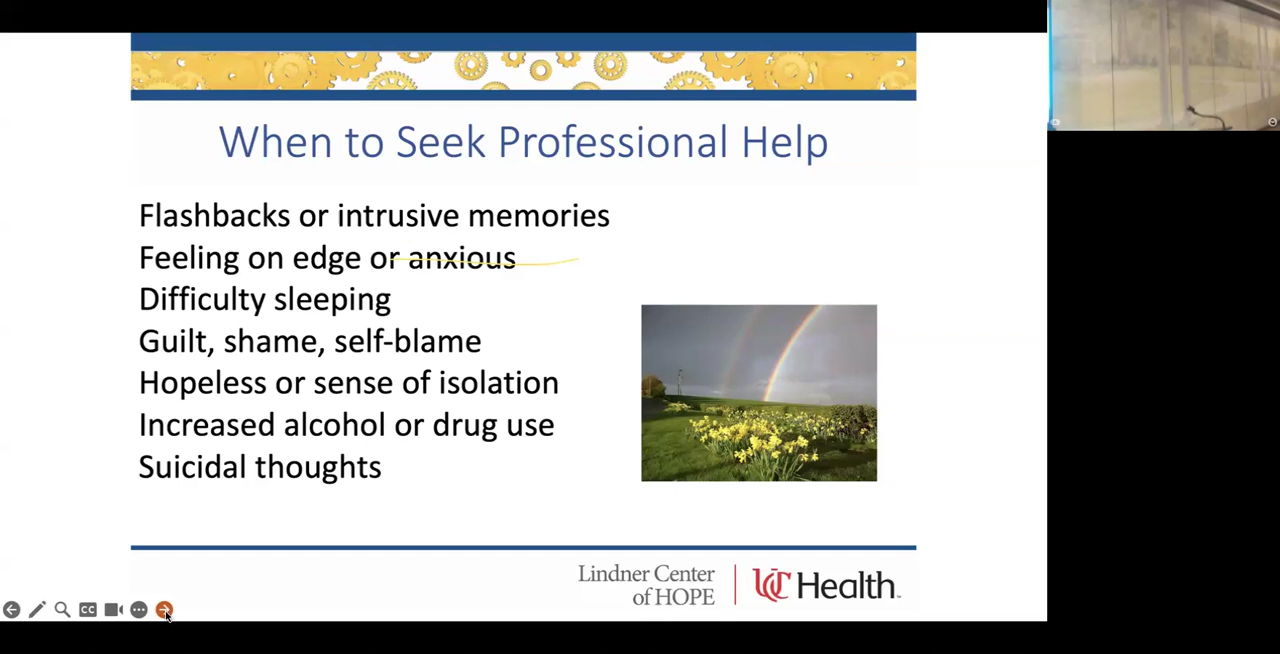 When to Seek Professional Help
Flashbacks or intrusive memories
Feeling on edge or anxious
Difficulty sleeping
Guilt, shame, self-blame
Hopeless or sense of isolation
Increased alcohol or drug use
Suicidal thoughts
Lindner Center
of HOPE
UC Health
CC